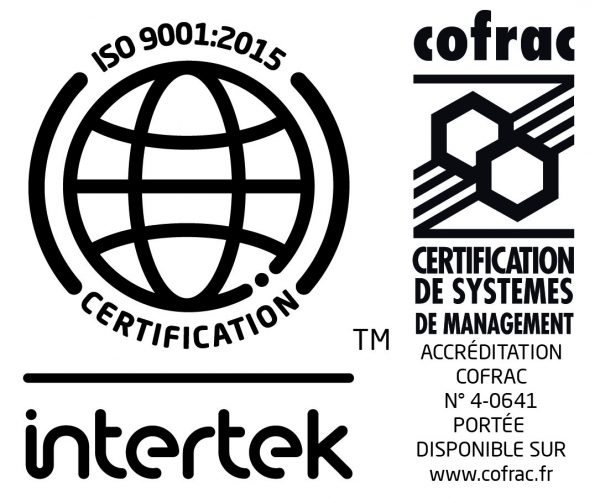 ISO 9001:2015
CERTIFICATION
TM
intertek
cofrac
CERTIFICATION
DE SYSTEMES
DE MANAGEMENT
ACCRÉDITATION
COFRAC
N° 4-0641
PORTÉE
DISPONIBLE SUR
www.cofrac.fr